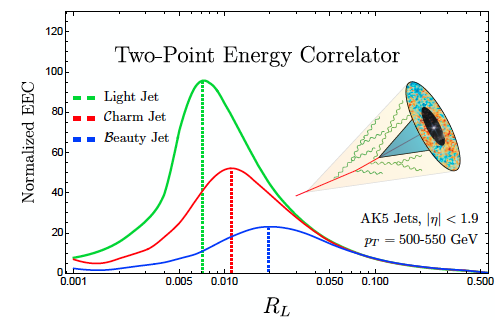 Two-Point Energy Correlator
Normalized EEC
120
100
80
60
40
20
0
Light Jet
Charm Jet
Beauty Jet
AK5 Jets, |η| < 1.9
p_T = 500-550 GeV
0.001 0.005 0.010 0.050 0.100 0.500
R_L